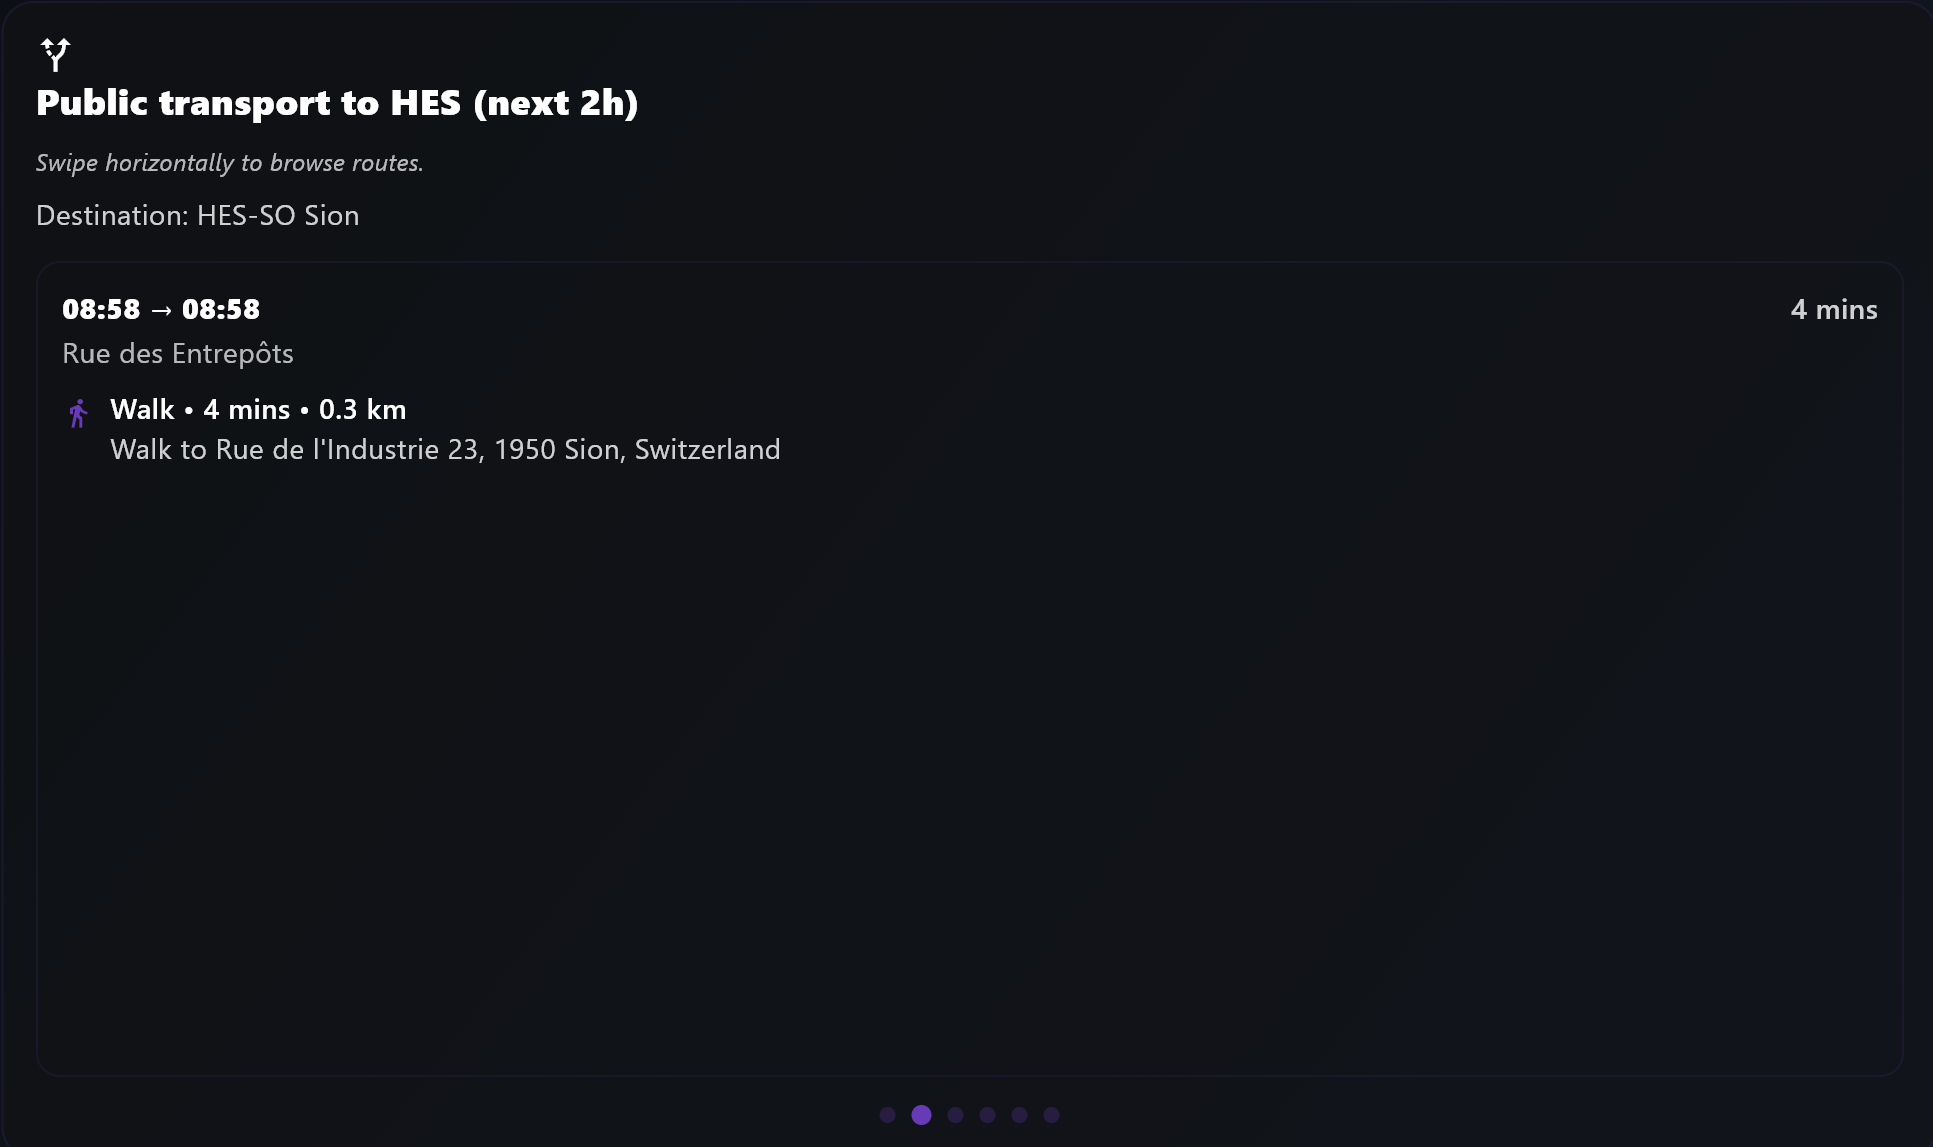 Public transport to HES (next 2h)
Swipe horizontally to browse routes.
Destination: HES-SO Sion
08:58 → 08:58
4 mins
Rue des Entrepôts
Walk • 4 mins • 0.3 km
Walk to Rue de l'Industrie 23, 1950 Sion, Switzerland